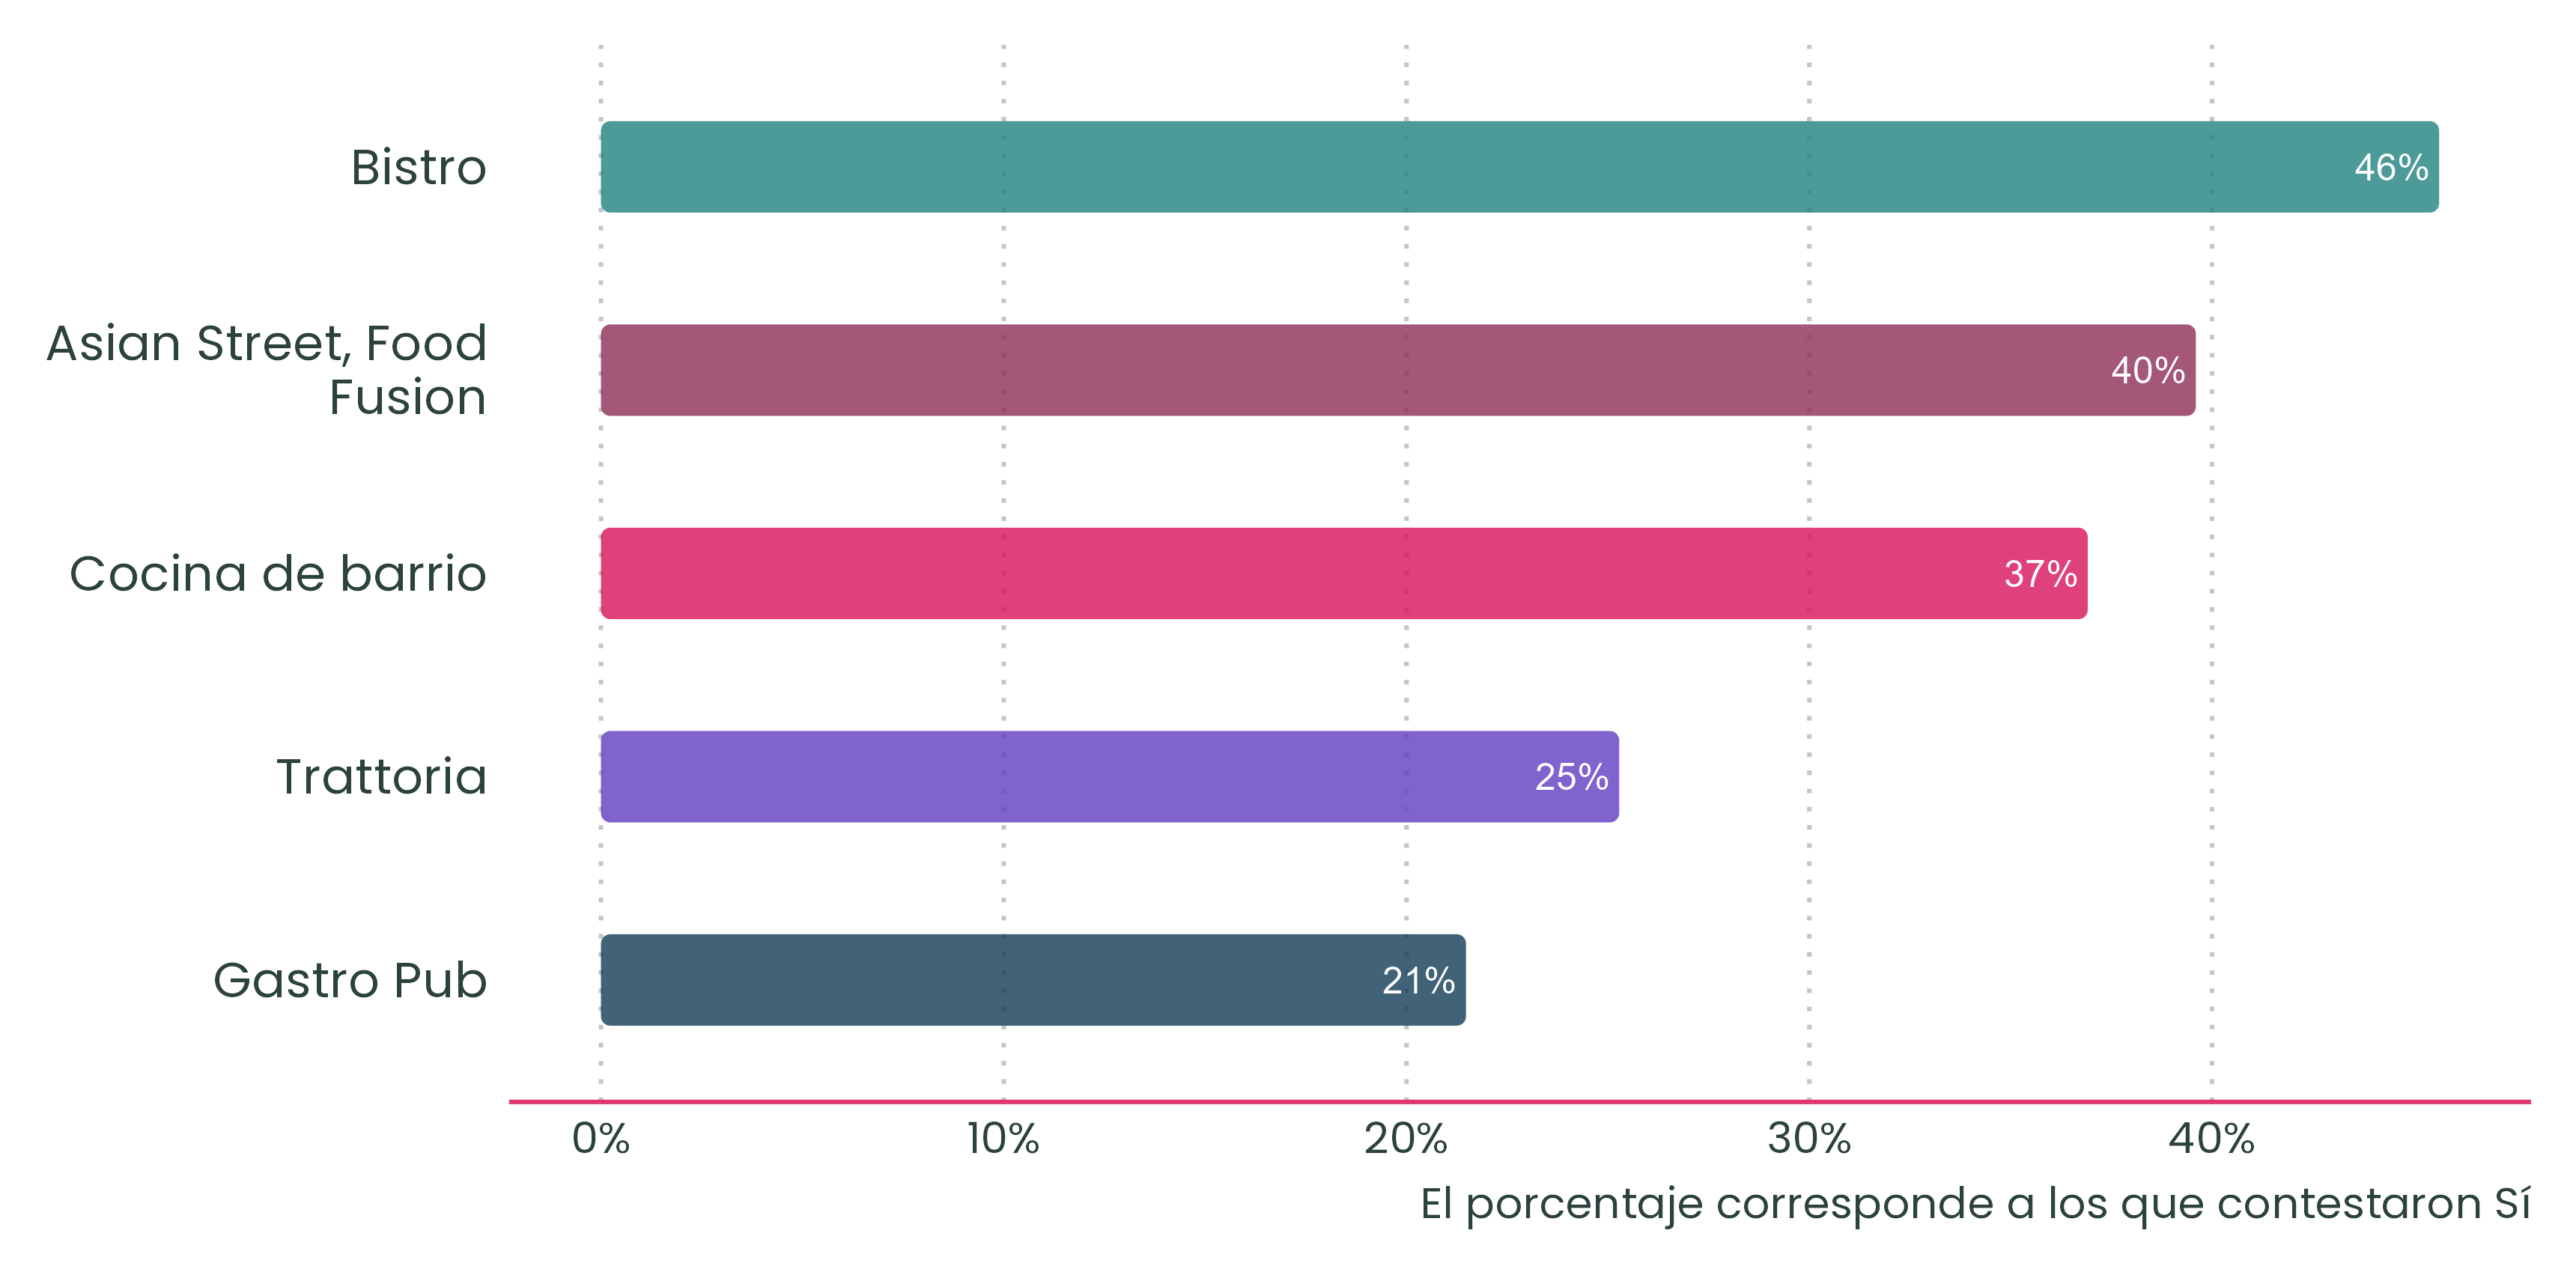 Bistro
46%
Asian Street, Food
Fusion
40%
Cocina de barrio
37%
Trattoria
25%
Gastro Pub
21%
0% 10% 20% 30% 40%
El porcentaje corresponde a los que contestaron Sí